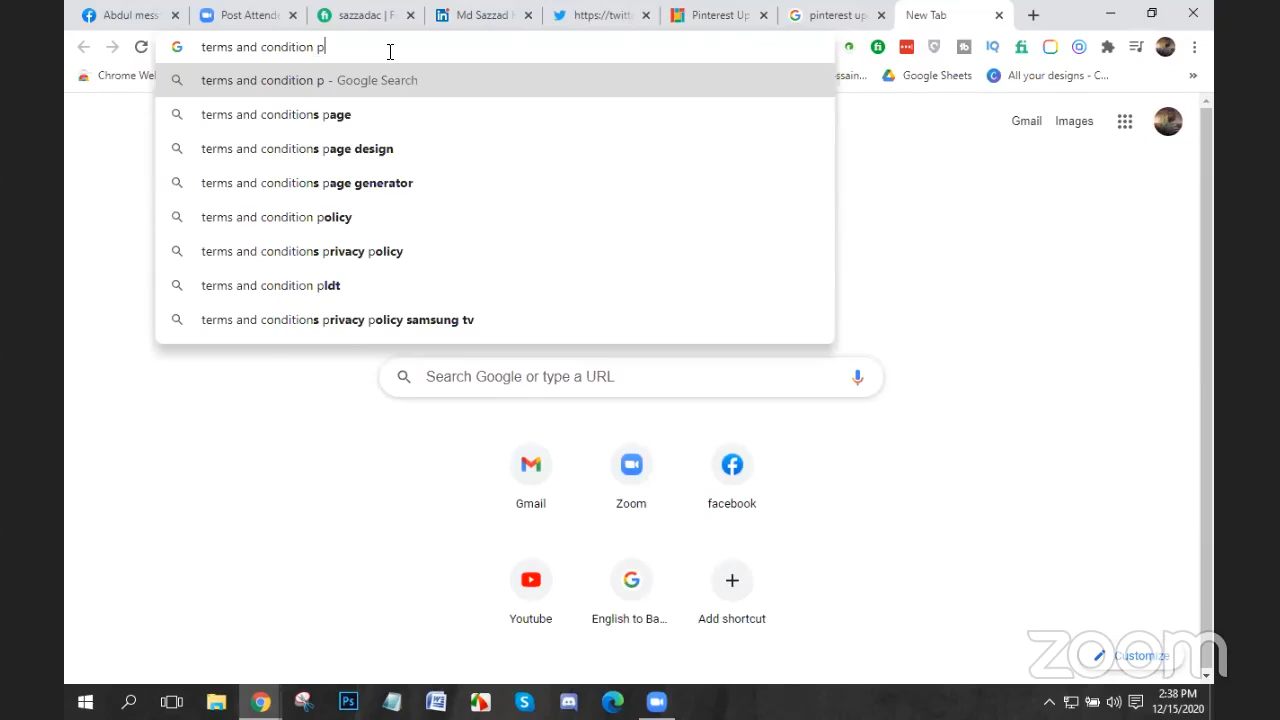 Abdul mess
Post Attende
sazzadac | F
Md Sazzad
https://twitt
Pinterest Up
pinterest up
New Tab
terms and condition p
Chrome Wel
ssain...
Google Sheets
All your designs - C...
»
terms and condition p - Google Search
terms and conditions page
terms and conditions page design
terms and conditions page generator
terms and condition policy
terms and conditions privacy policy
terms and condition pldt
terms and conditions privacy policy samsung tv
Gmail
Images
Search Google or type a URL
Gmail
Zoom
facebook
Youtube
English to Ba...
Add shortcut
Customize
zoom
2:38 PM
12/15/2020